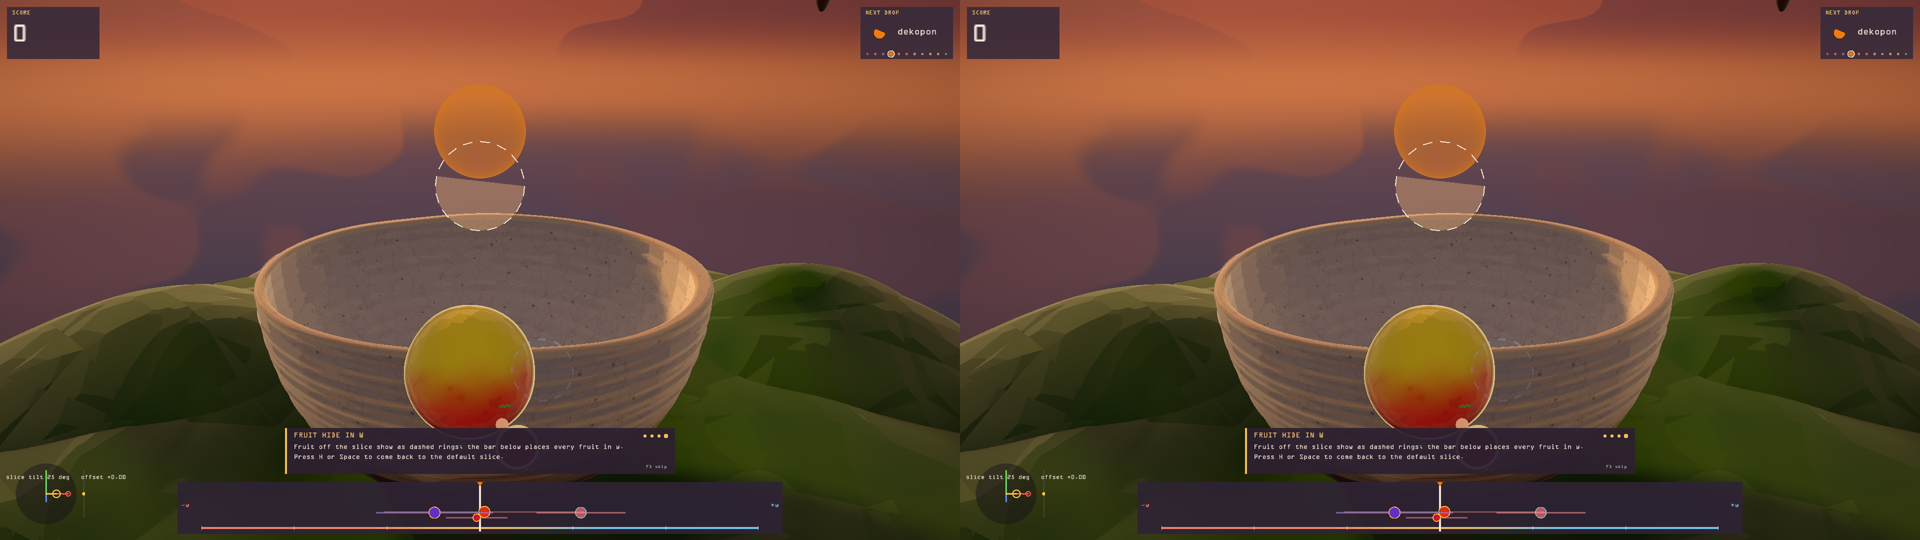 SCORE
0
NEXT DROP
dekopon
FRUIT HIDE IN W
Fruit off the slice show as dashed rings; the bar below places every fruit in w.
Press H or Space to come back to the default slice.
F1 skip
slice tilt 25 deg offset +0.00
-w
+w
SCORE
0
NEXT DROP
dekopon
FRUIT HIDE IN W
Fruit off the slice show as dashed rings; the bar below places every fruit in w.
Press H or Space to come back to the default slice.
F1 skip
slice tilt 25 deg offset +0.00
-w
+w